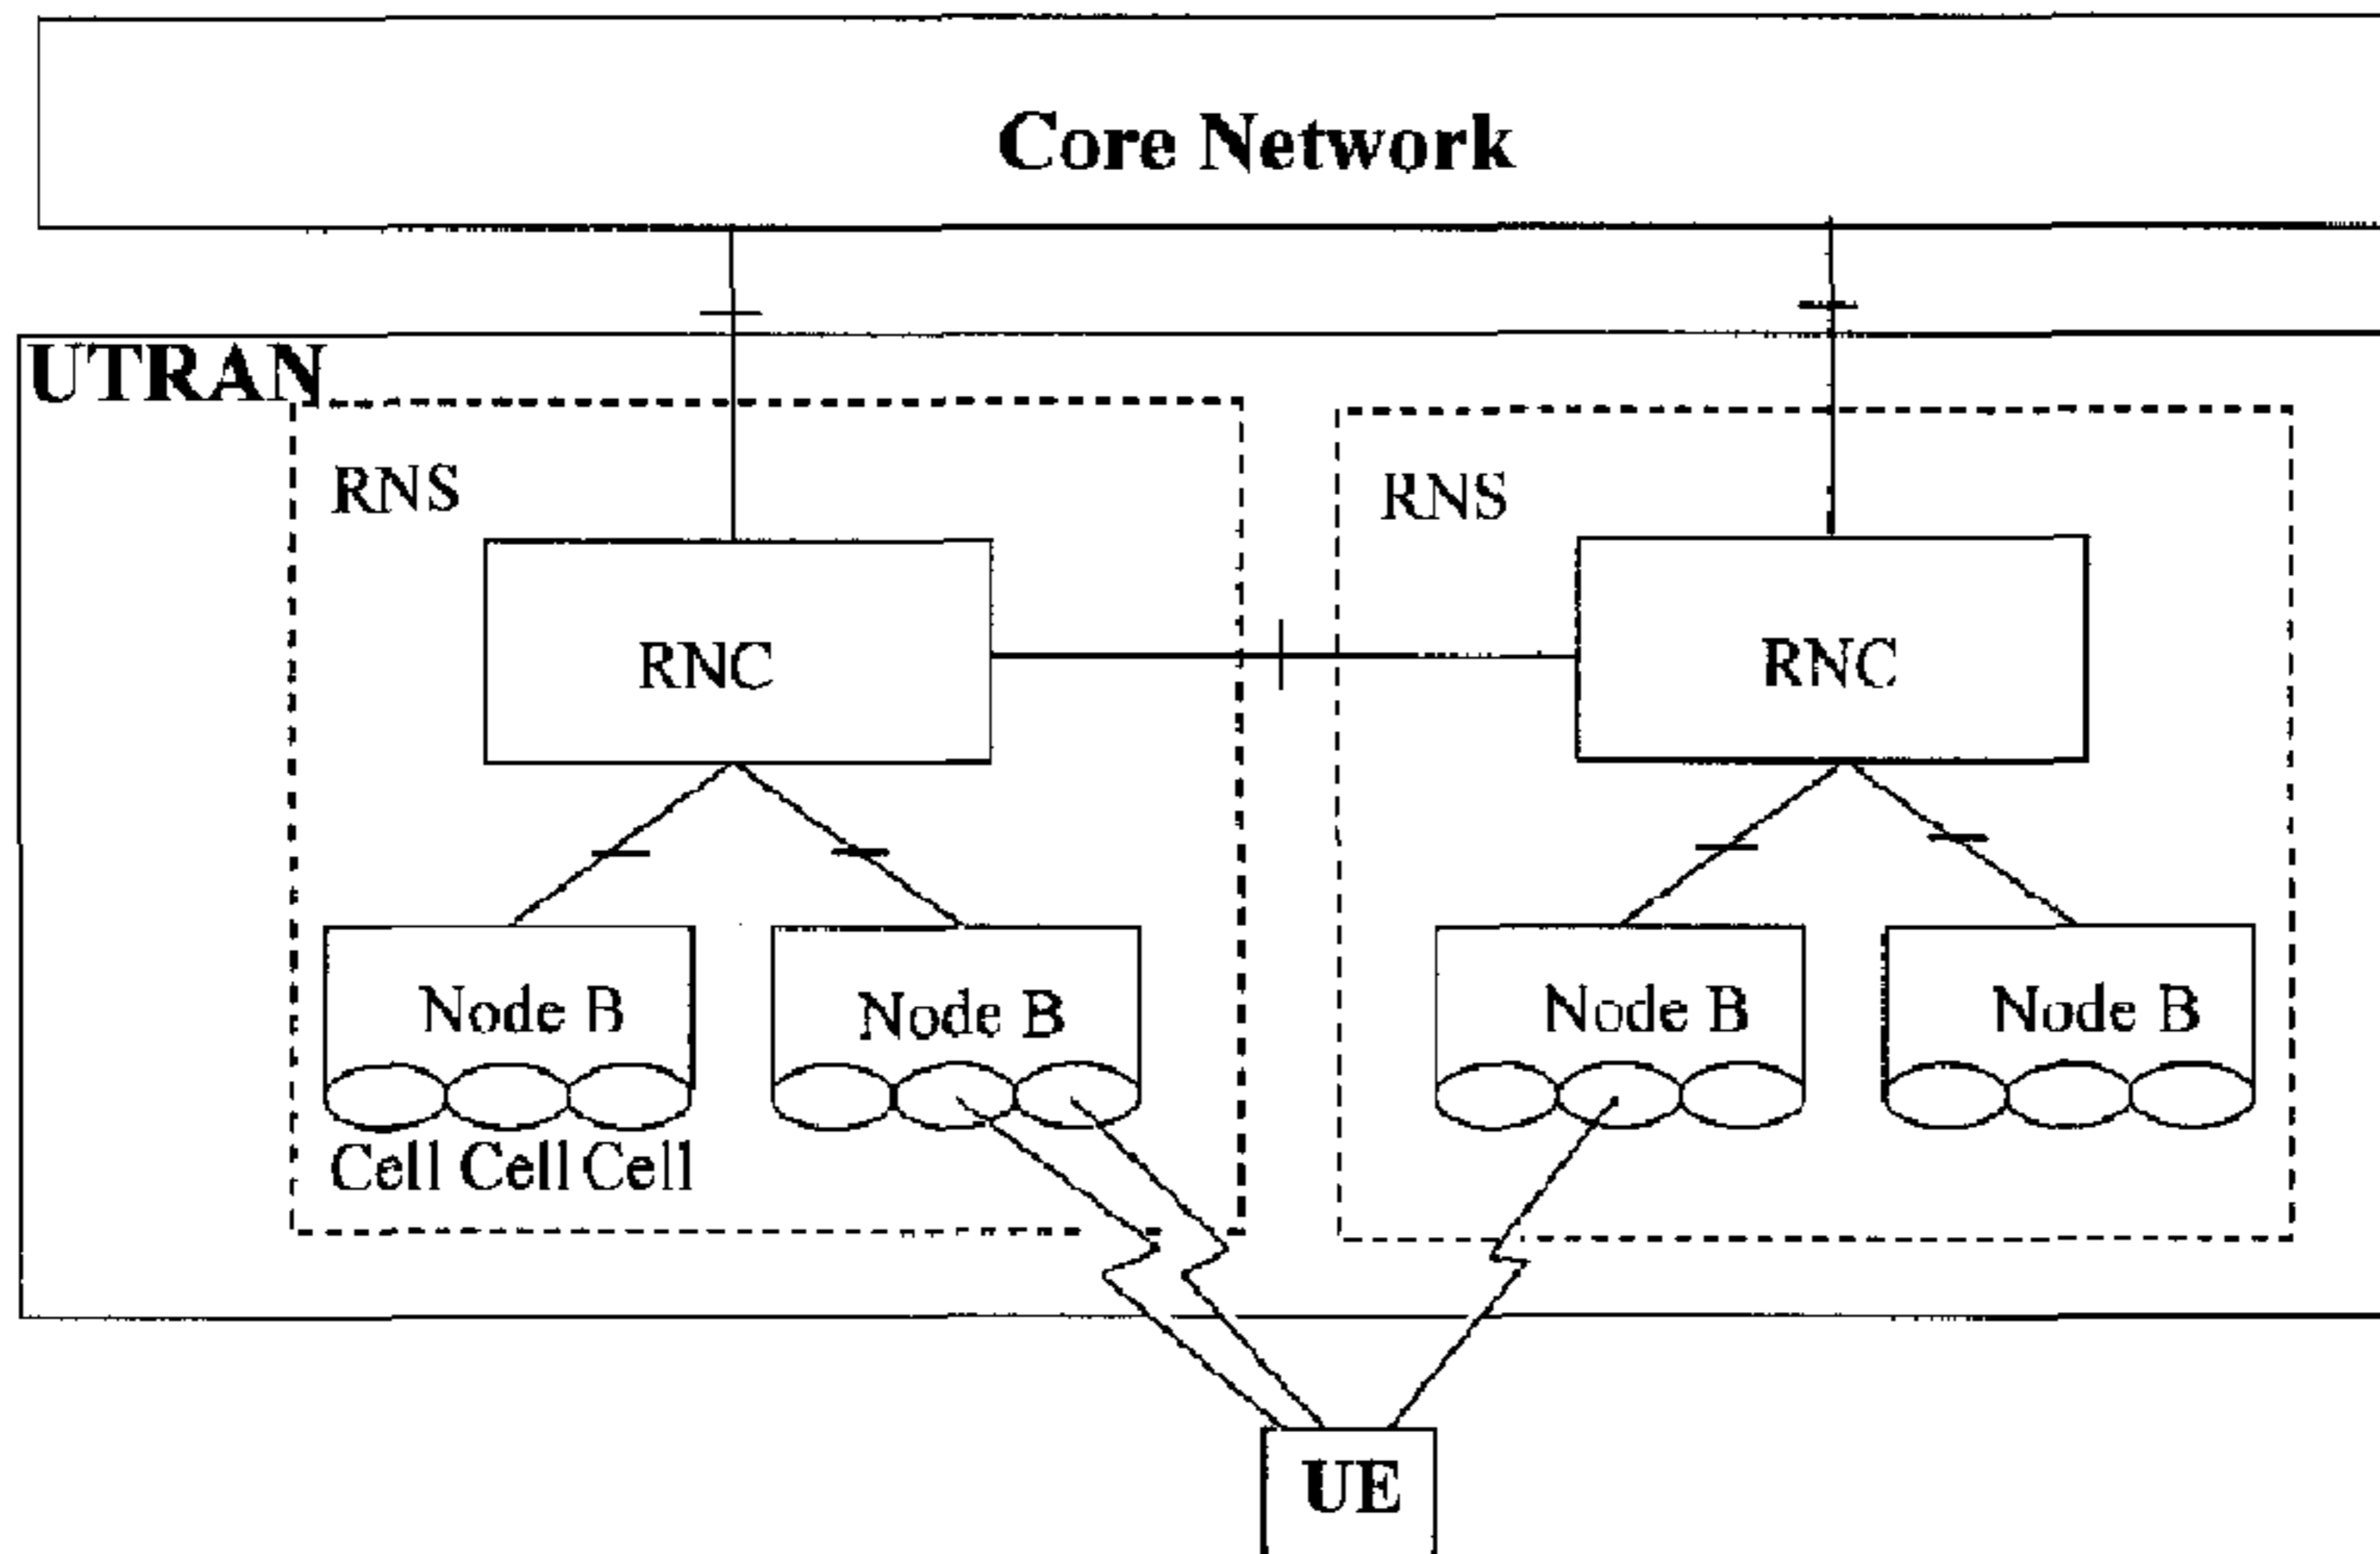 Core Network
UTRAN
RNS
RNS
RNC
RNC
Node B
Node B
Node B
Node B
Cell Cell Cell
UE